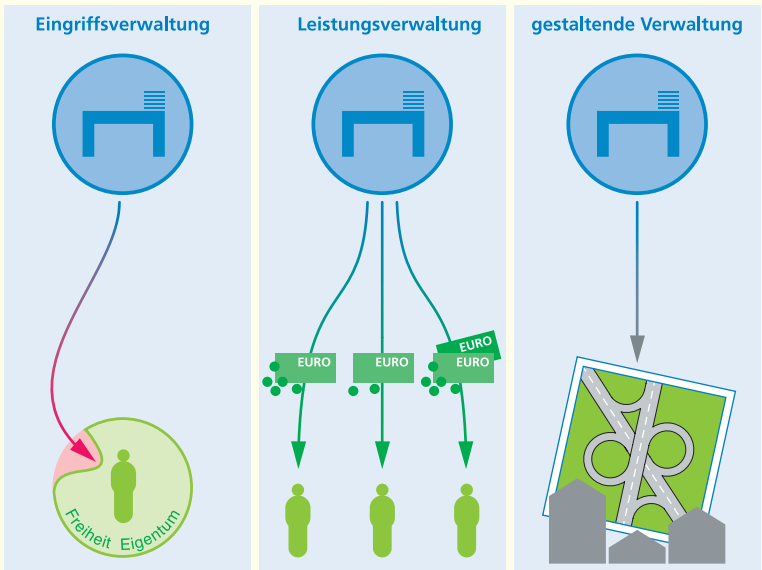 Eingriffsverwaltung
Leistungsverwaltung
gestaltende Verwaltung
EURO
EURO
EURO
EURO
Freiheit Eigentum